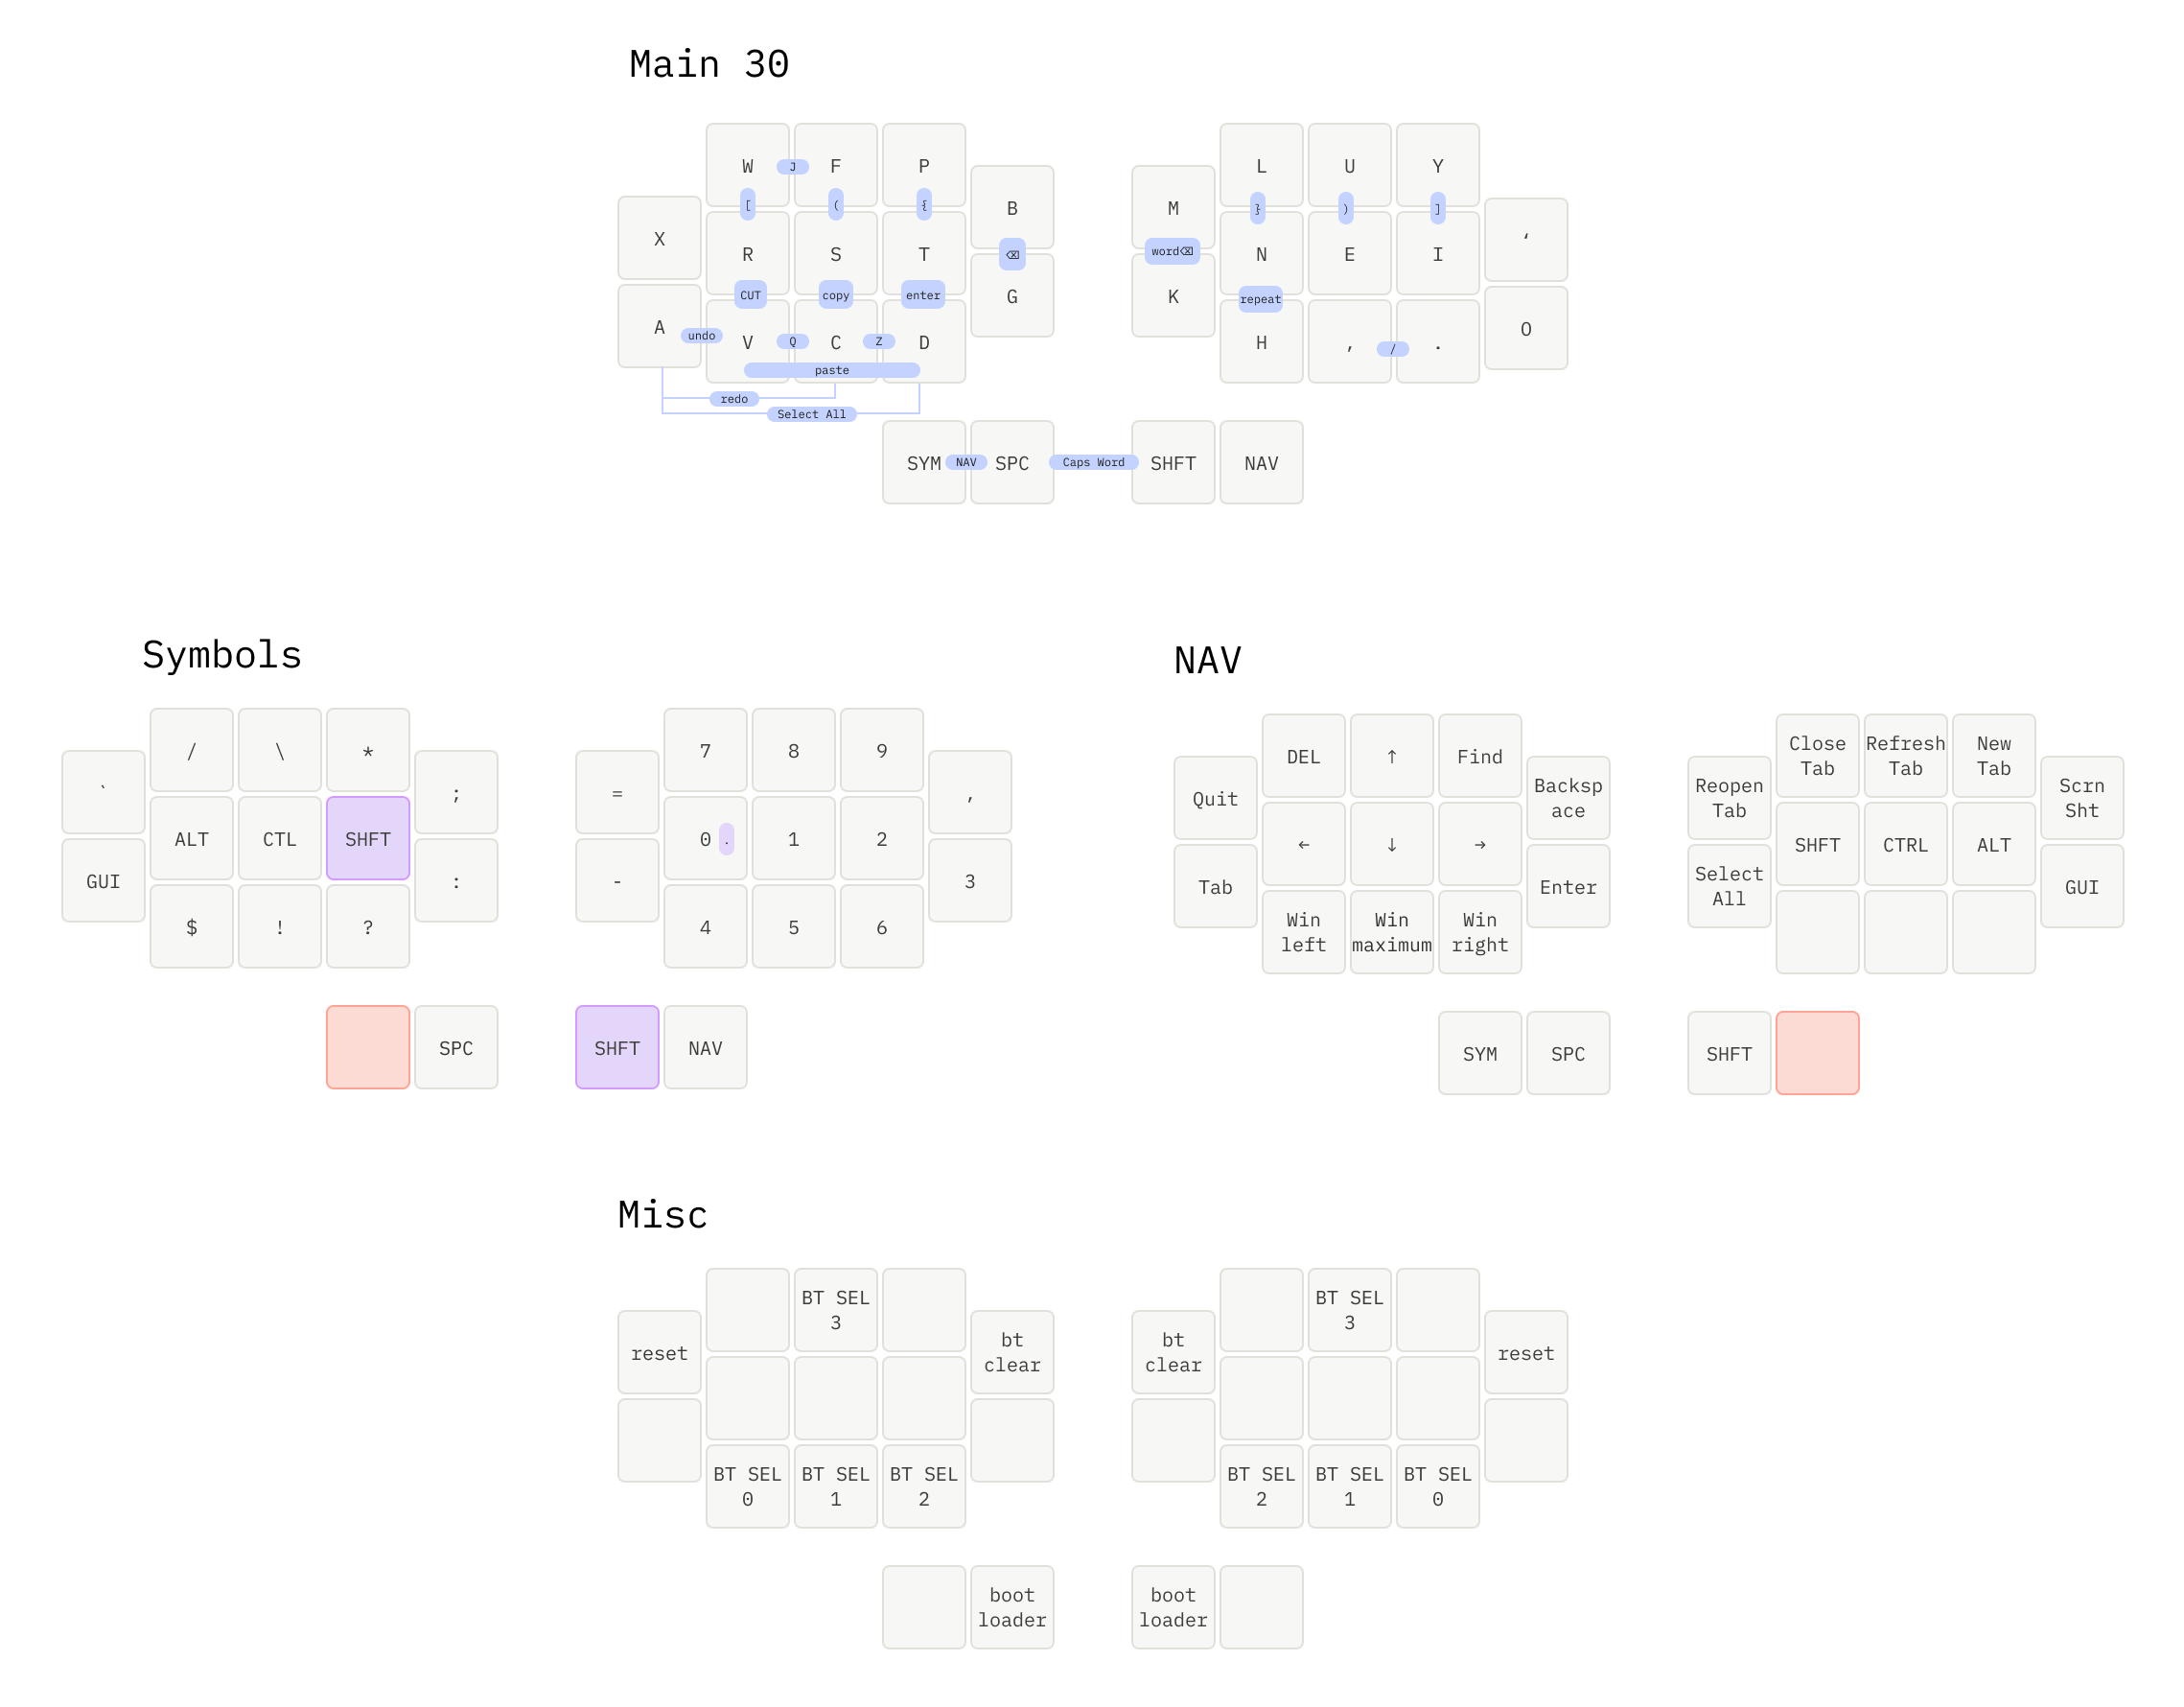 Main 30
W J F P
L U Y
[ ( {
} ) ]
X
B
M
‘
R S T
N E I
⌫
word⌫
G
K
CUT copy enter
repeat
A
O
undo
V Q C Z D
H , / .
paste
redo
Select All
SYM NAV SPC Caps Word SHFT NAV
Symbols
/ \ *
` ;
ALT CTL SHFT
GUI :
$ ! ?
SPC
7 8 9
= ,
0 . 1 2
- 3
4 5 6
SHFT NAV
NAV
DEL ↑ Find
Quit
Backsp
ace
← ↓ →
Tab Enter
Win
left
Win
maximum
Win
right
SYM SPC
Close
Tab
Refresh
Tab
New
Tab
Reopen
Tab
Scrn
Sht
SHFT CTRL ALT
Select
All
GUI
SHFT
Misc
BT SEL
3
reset
bt
clear
BT SEL
0
BT SEL
1
BT SEL
2
boot
loader
BT SEL
3
bt
clear
reset
BT SEL
2
BT SEL
1
BT SEL
0
boot
loader